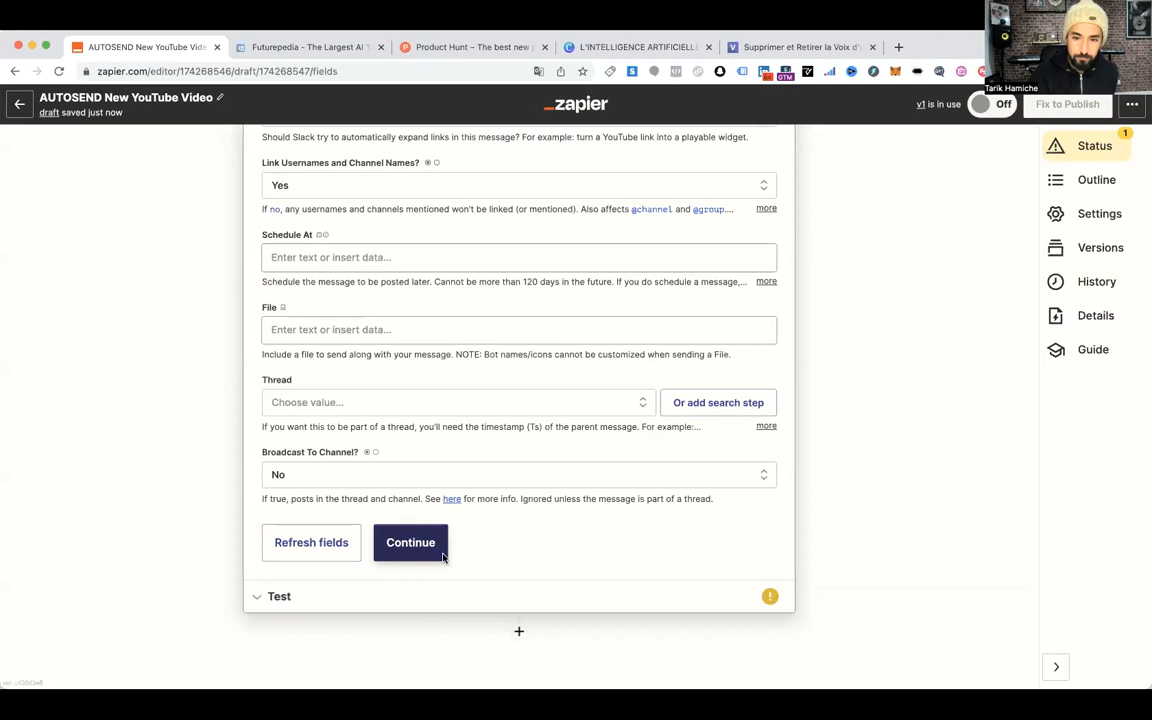 AUTOSEND New YouTube Video
Futurepedia - The Largest AI T
Product Hunt – The best new p
L'INTELLIGENCE ARTIFICIELL
Supprimer et Retirer la Voix d'
zapier.com/editor/174268546/draft/174268547/fields
Tarik Hamiche
AUTOSEND New YouTube Video
draft saved just now
_zapier
v1 is in use
Off
Fix to Publish
Should Slack try to automatically expand links in this message? For example: turn a YouTube link into a playable widget.
Link Usernames and Channel Names?
Yes
If no, any usernames and channels mentioned won't be linked (or mentioned). Also affects @channel and @group.... more
Schedule At
Enter text or insert data...
Schedule the message to be posted later. Cannot be more than 120 days in the future. If you do schedule a message,... more
File
Enter text or insert data...
Include a file to send along with your message. NOTE: Bot names/icons cannot be customized when sending a File.
Thread
Choose value...
Or add search step
If you want this to be part of a thread, you'll need the timestamp (Ts) of the parent message. For example:... more
Broadcast To Channel?
No
If true, posts in the thread and channel. See here for more info. Ignored unless the message is part of a thread.
Refresh fields
Continue
Test
1
Status
Outline
Settings
Versions
History
Details
Guide